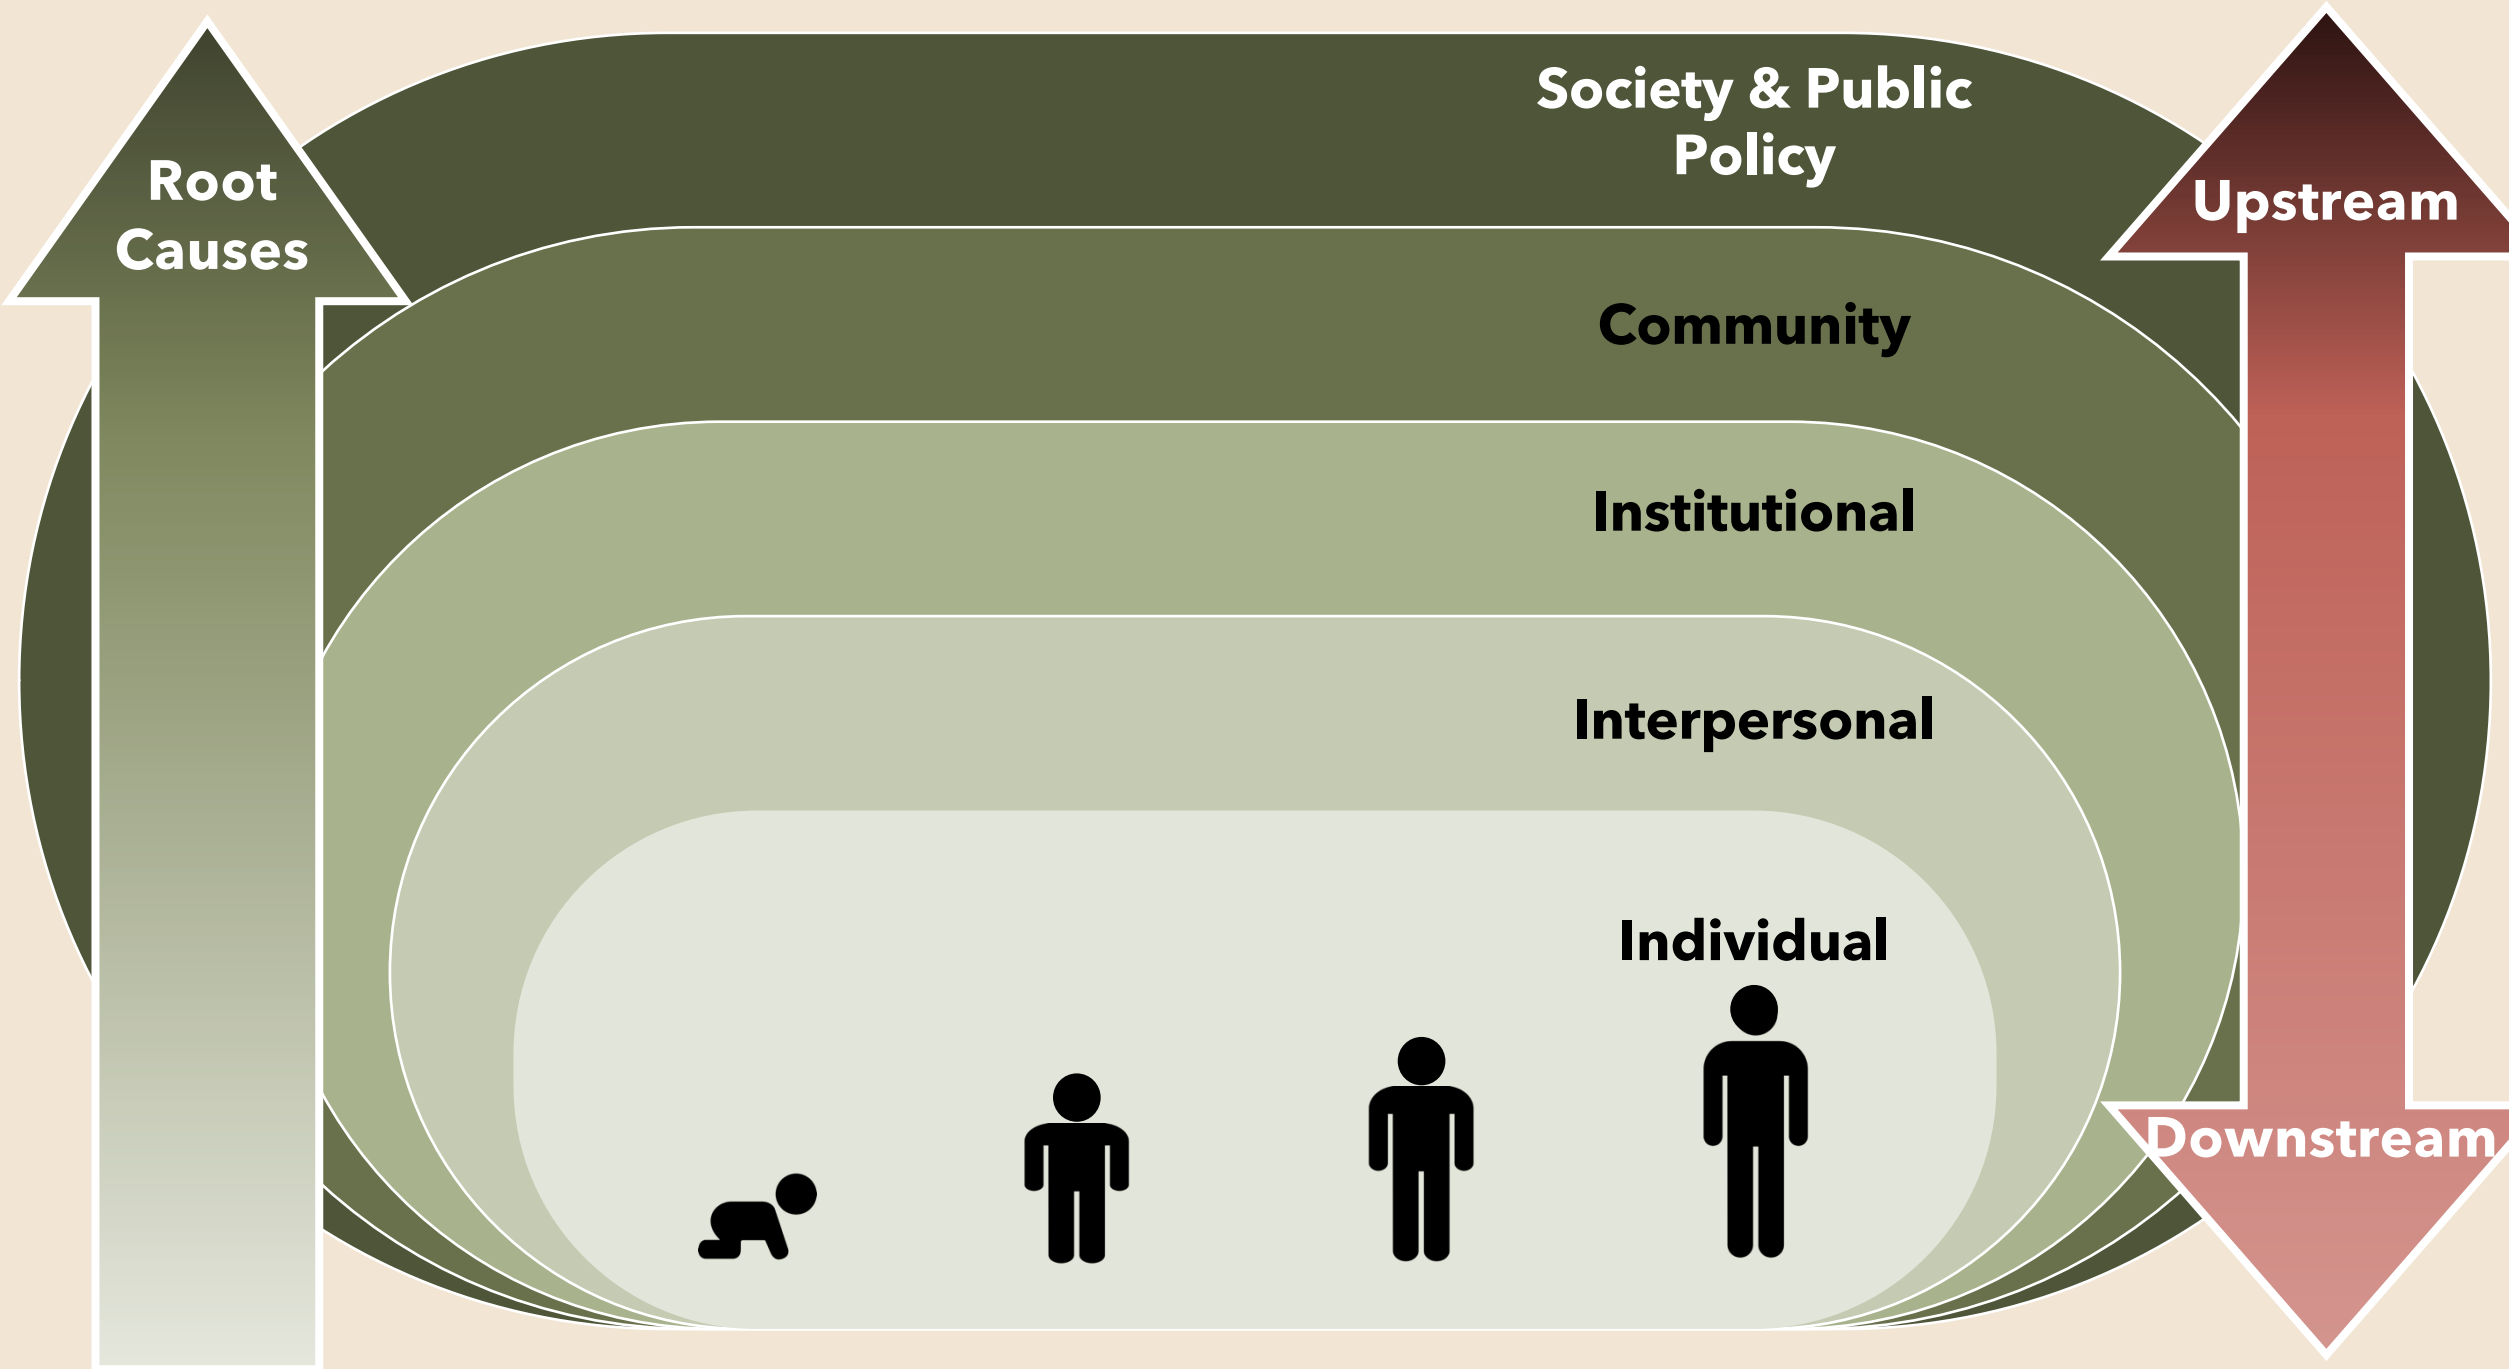 Root
Causes
Society & Public
Policy
Community
Institutional
Interpersonal
Individual
Upstream
Downstream